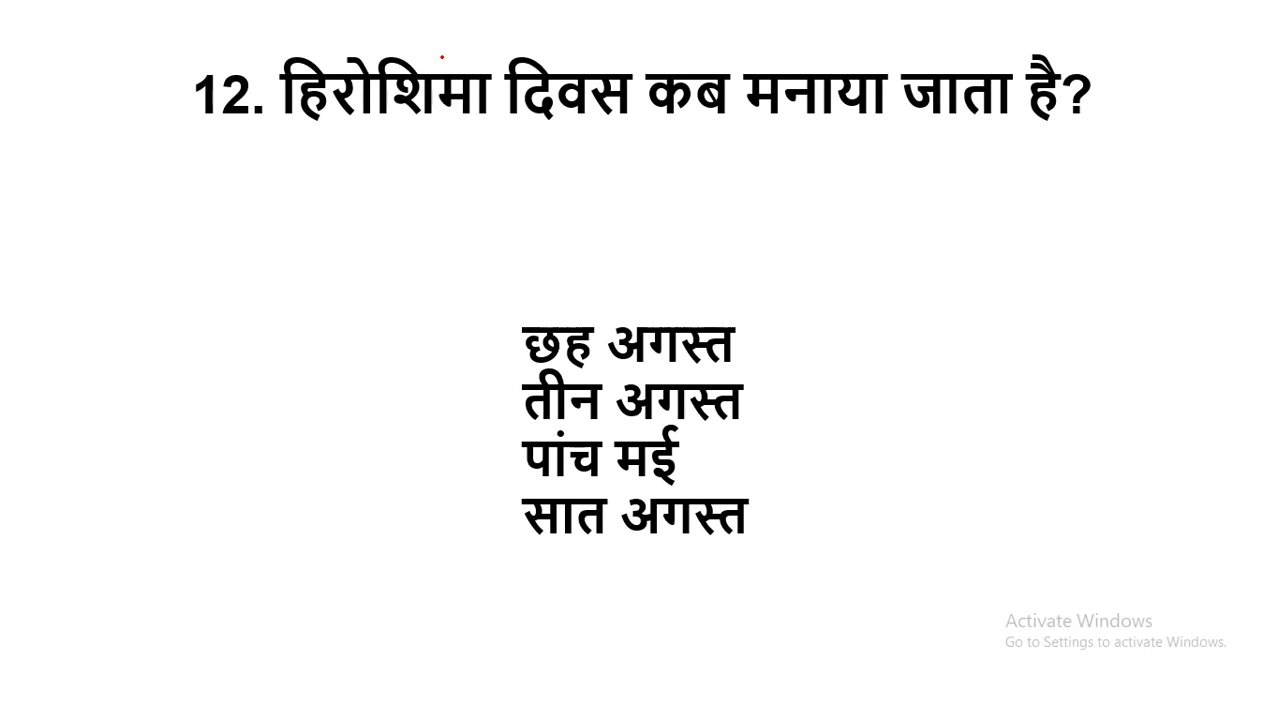 12. हिरोशिमा दिवस कब मनाया जाता है?
छह अगस्त
तीन अगस्त
पांच मई
सात अगस्त
Activate Windows
Go to Settings to activate Windows.